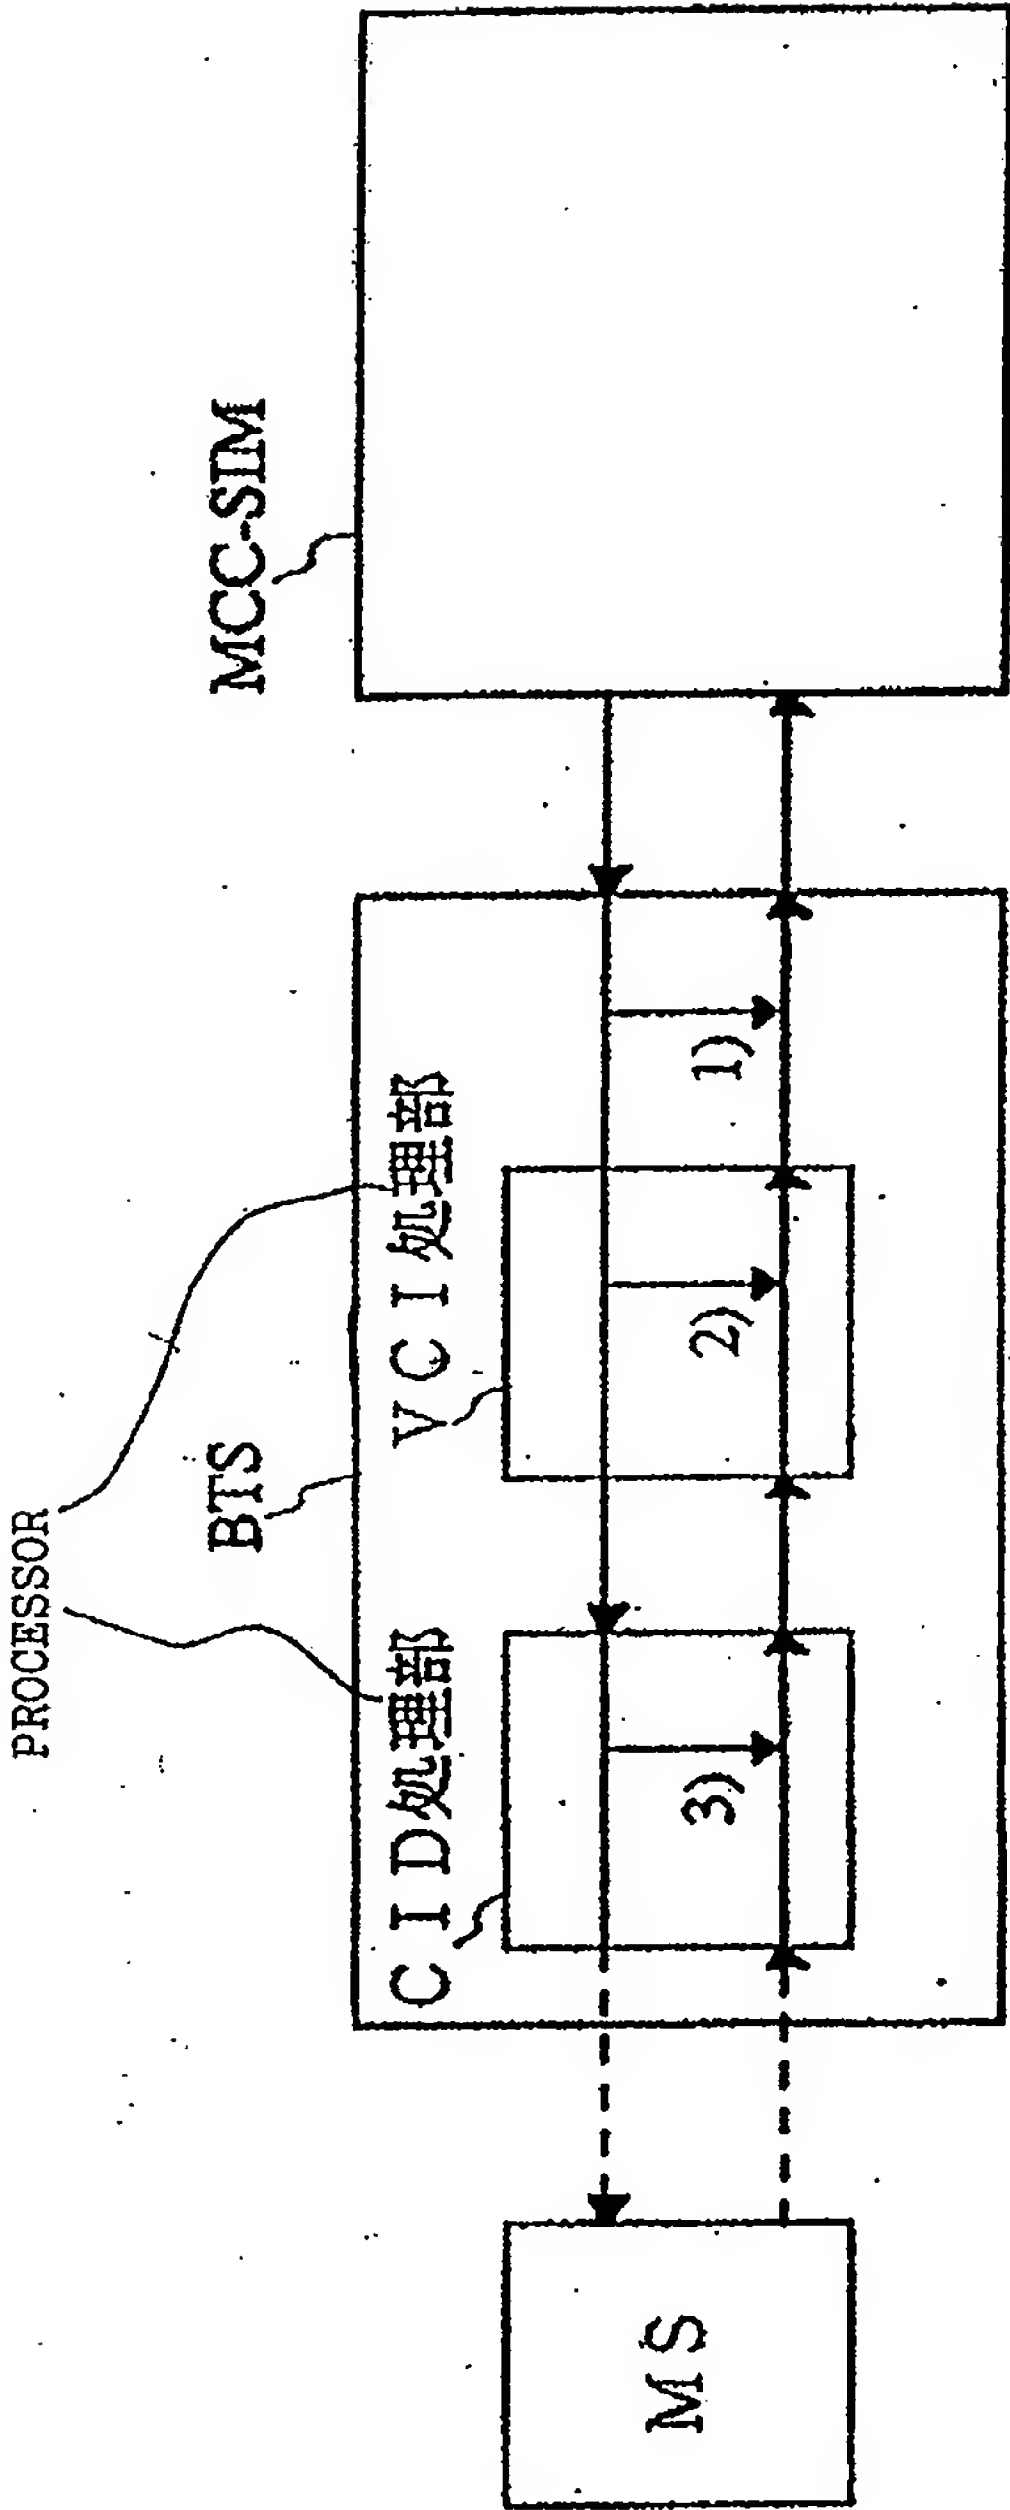 PROCESSOR
BTS
MCC-SIM
CID処理部
VCI処理部
3)
2)
1)
MS